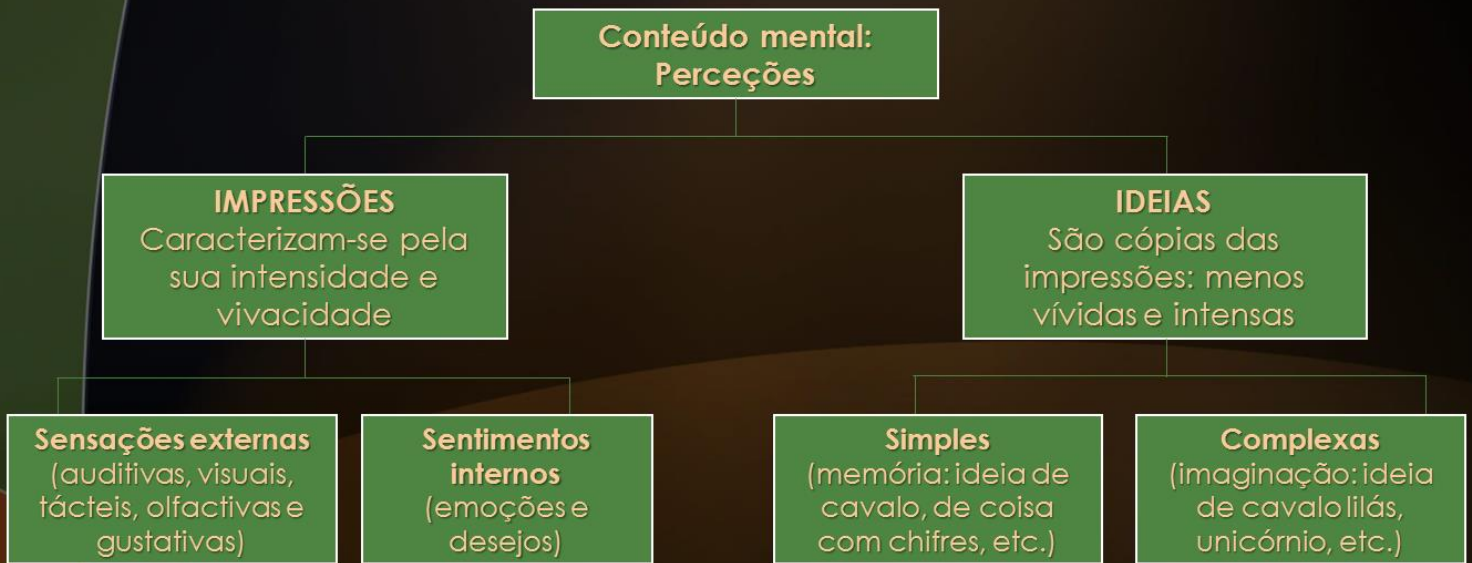 Conteúdo mental:
Perceções
IMPRESSÕES
Caracterizam-se pela
sua intensidade e
vivacidade
IDEIAS
São cópias das
impressões: menos
vívidas e intensas
Sensações externas
(auditivas, visuais,
tácteis, olfactivas e
gustativas)
Sentimentos
internos
(emoções e
desejos)
Simples
(memória: ideia de
cavalo, de coisa
com chifres, etc.)
Complexas
(imaginação: ideia
de cavalo lilás,
unicórnio, etc.)